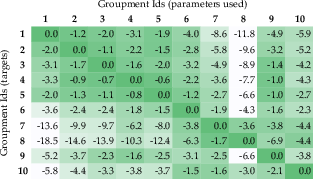 Groupment Ids (parameters used)
1 2 3 4 5 6 7 8 9 10
Groupment Ids (targets)
1 0.0 -1.2 -2.0 -3.1 -1.9 -4.0 -8.6 -11.8 -4.9 -5.9
2 -0.9 0.0 -1.1 -2.2 -1.5 -2.8 -5.8 -9.6 -3.2 -5.2
3 -3.1 -1.7 0.0 -1.6 -2.0 -3.2 -4.9 -8.9 -1.4 -4.2
4 -3.3 -0.9 -0.7 0.0 -0.6 -2.2 -3.6 -7.7 -1.0 -4.3
5 -2.0 -1.3 -1.1 -0.8 0.0 -1.2 -2.7 -6.6 -1.0 -2.7
6 -3.6 -2.4 -2.4 -1.8 -1.5 0.0 -1.9 -4.3 -1.6 -2.3
7 -13.6 -9.9 -9.7 -6.2 -8.0 -3.8 0.0 -3.6 -3.8 -4.4
8 -18.5 -14.6 -13.9 -10.3 -12.4 -6.3 -1.7 0.0 -6.9 -4.4
9 -5.2 -3.7 -2.3 -1.6 -2.5 -3.1 -2.5 -6.6 0.0 -3.8
10 -5.8 -4.4 -3.3 -3.8 -3.7 -1.5 -1.6 -3.0 -2.1 0.0